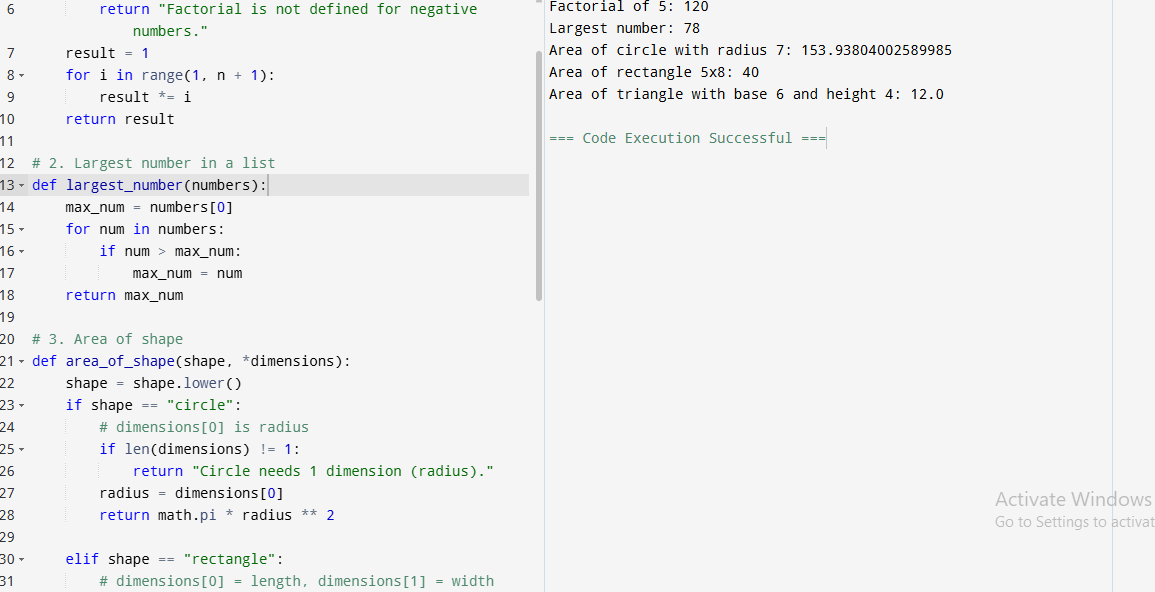 6         return "Factorial is not defined for negative
                numbers."
7     result = 1
8     for i in range(1, n + 1):
9         result *= i
10     return result
11
12 # 2. Largest number in a list
13 def largest_number(numbers):
14     max_num = numbers[0]
15     for num in numbers:
16         if num > max_num:
17             max_num = num
18     return max_num
19
20 # 3. Area of shape
21 def area_of_shape(shape, *dimensions):
22     shape = shape.lower()
23     if shape == "circle":
24         # dimensions[0] is radius
25         if len(dimensions) != 1:
26             return "Circle needs 1 dimension (radius)."
27         radius = dimensions[0]
28         return math.pi * radius ** 2
29
30     elif shape == "rectangle":
31         # dimensions[0] = length, dimensions[1] = width
Factorial of 5: 120
Largest number: 78
Area of circle with radius 7: 153.93804002589985
Area of rectangle 5x8: 40
Area of triangle with base 6 and height 4: 12.0
=== Code Execution Successful ===
Activate Windows
Go to Settings to activat